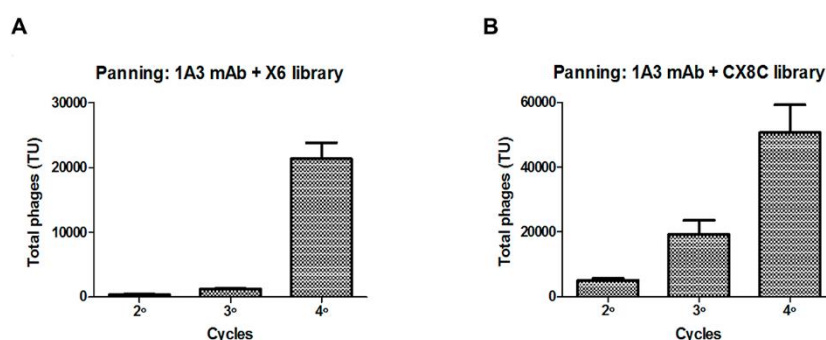 A
Panning: 1A3 mAb + X6 library
Total phages (TU)
30000
20000
10000
0
2º
3º
4º
Cycles
B
Panning: 1A3 mAb + CX8C library
Total phages (TU)
60000
40000
20000
0
2º
3º
4º
Cycles